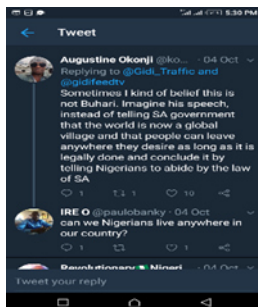 5:30 PM
Tweet
Augustine Okonji @ko... · 04 Oct
Replying to @Gidi_Traffic and
@gidifeedtv
Sometimes I kind of belief this is
not Buhari. Imagine his speech,
instead of telling SA government
that the world is now a global
village and that people can leave
anywhere they desire as long as it is
legally done and conclude it by
telling Nigerians to abide by the law
of SA
1 1 10
IRE O @paulobanky · 04 Oct
can we Nigerians live anywhere in
our country?
1 1
Tweet your reply